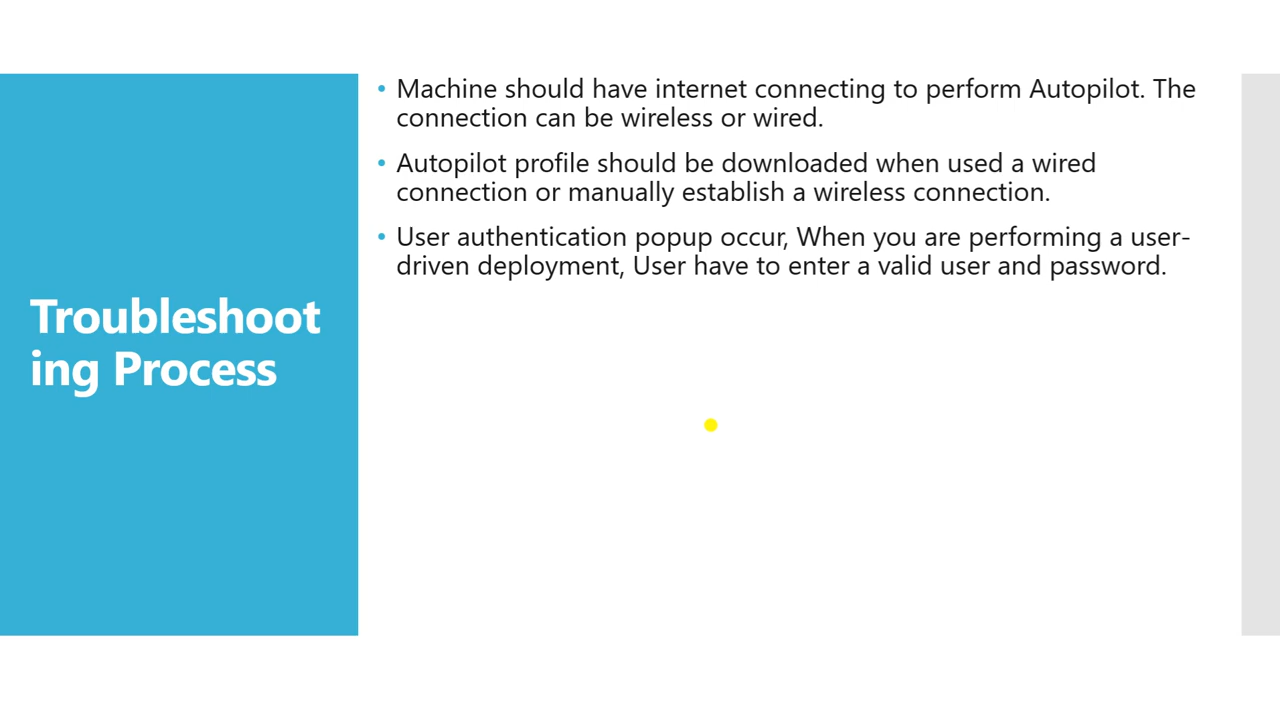 Troubleshoot
ing Process
• Machine should have internet connecting to perform Autopilot. The
connection can be wireless or wired.
• Autopilot profile should be downloaded when used a wired
connection or manually establish a wireless connection.
• User authentication popup occur, When you are performing a user-
driven deployment, User have to enter a valid user and password.